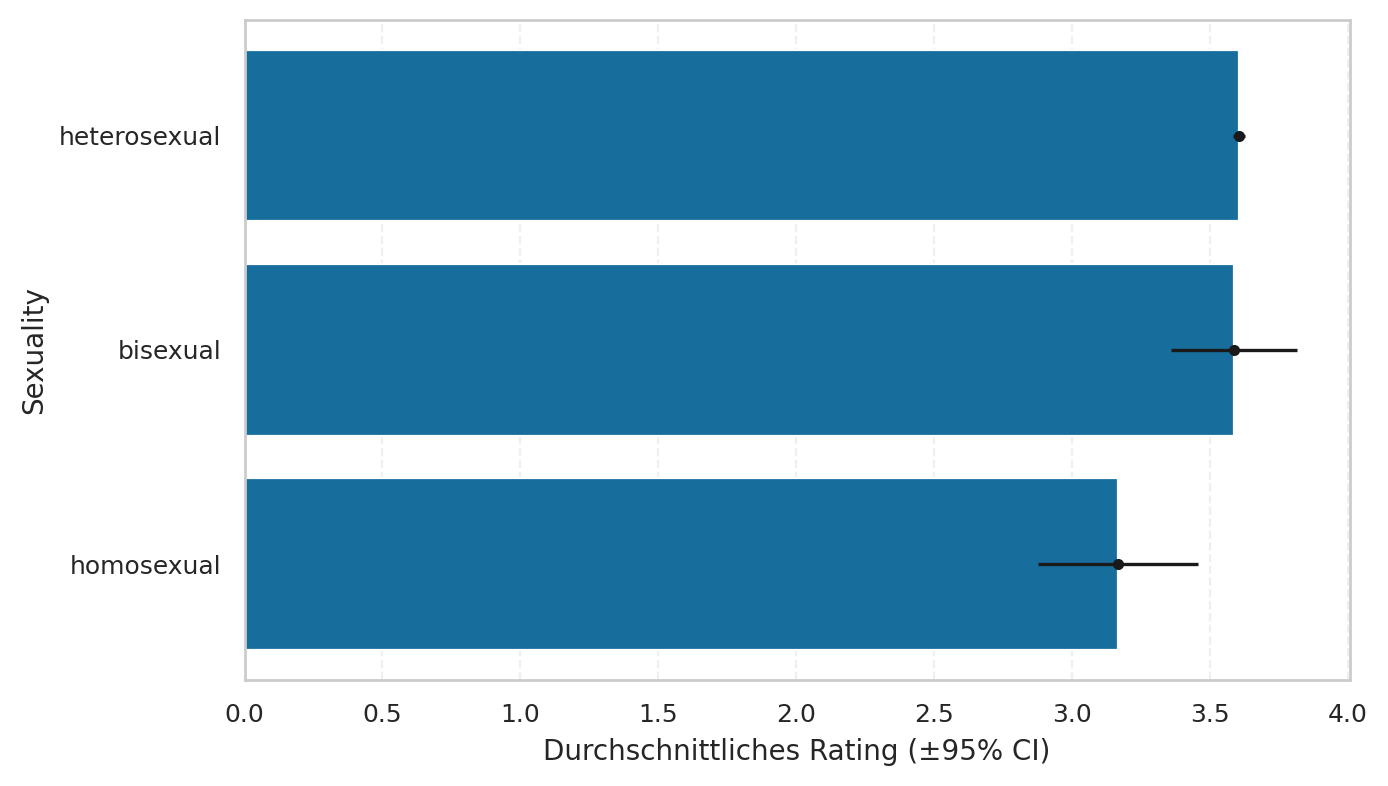 heterosexual
bisexual
homosexual
Sexuality
0.0 0.5 1.0 1.5 2.0 2.5 3.0 3.5 4.0
Durchschnittliches Rating (±95% CI)